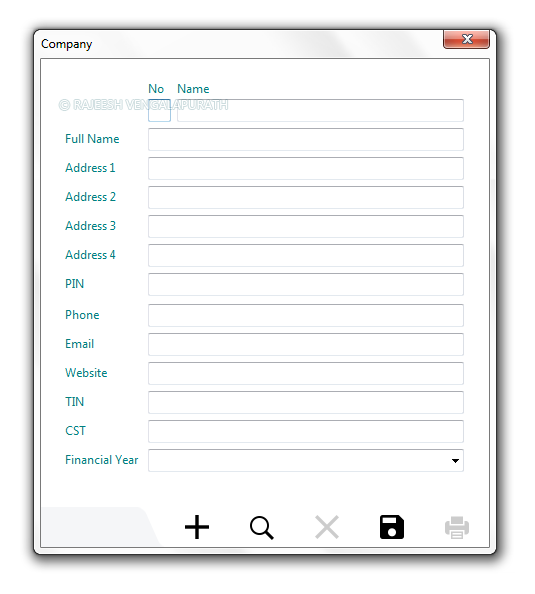 Company
No Name
© RAJEESH VENGALAPURATH
Full Name
Address 1
Address 2
Address 3
Address 4
PIN
Phone
Email
Website
TIN
CST
Financial Year